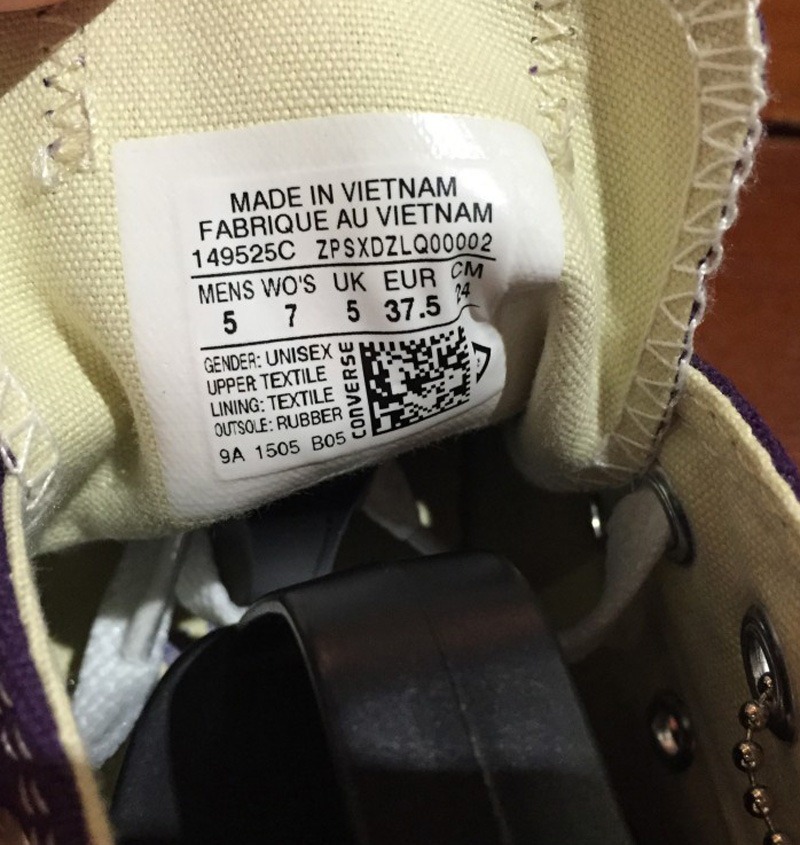 MADE IN VIETNAM
FABRIQUE AU VIETNAM
149525C ZPSXDZLQ00002
MENS WO'S UK EUR CM
5 7 5 37.5 24
GENDER: UNISEX
UPPER TEXTILE
LINING: TEXTILE
OUTSOLE: RUBBER
9A 1505 B05
CONVERSE